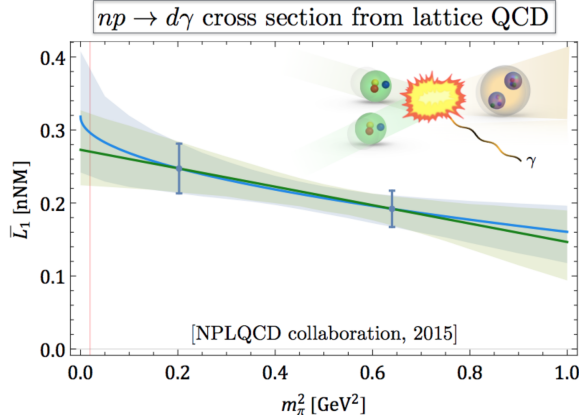 np → dγ cross section from lattice QCD
0.4
0.3
0.2
0.1
0.0
L̅₁ [nNM]
γ
[NPLQCD collaboration, 2015]
0.0 0.2 0.4 0.6 0.8 1.0
m²_π [GeV²]